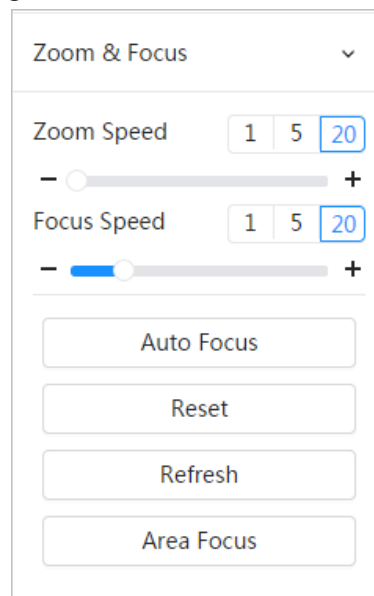 Zoom & Focus
Zoom Speed 1 5 20
− +
Focus Speed 1 5 20
− +
Auto Focus
Reset
Refresh
Area Focus